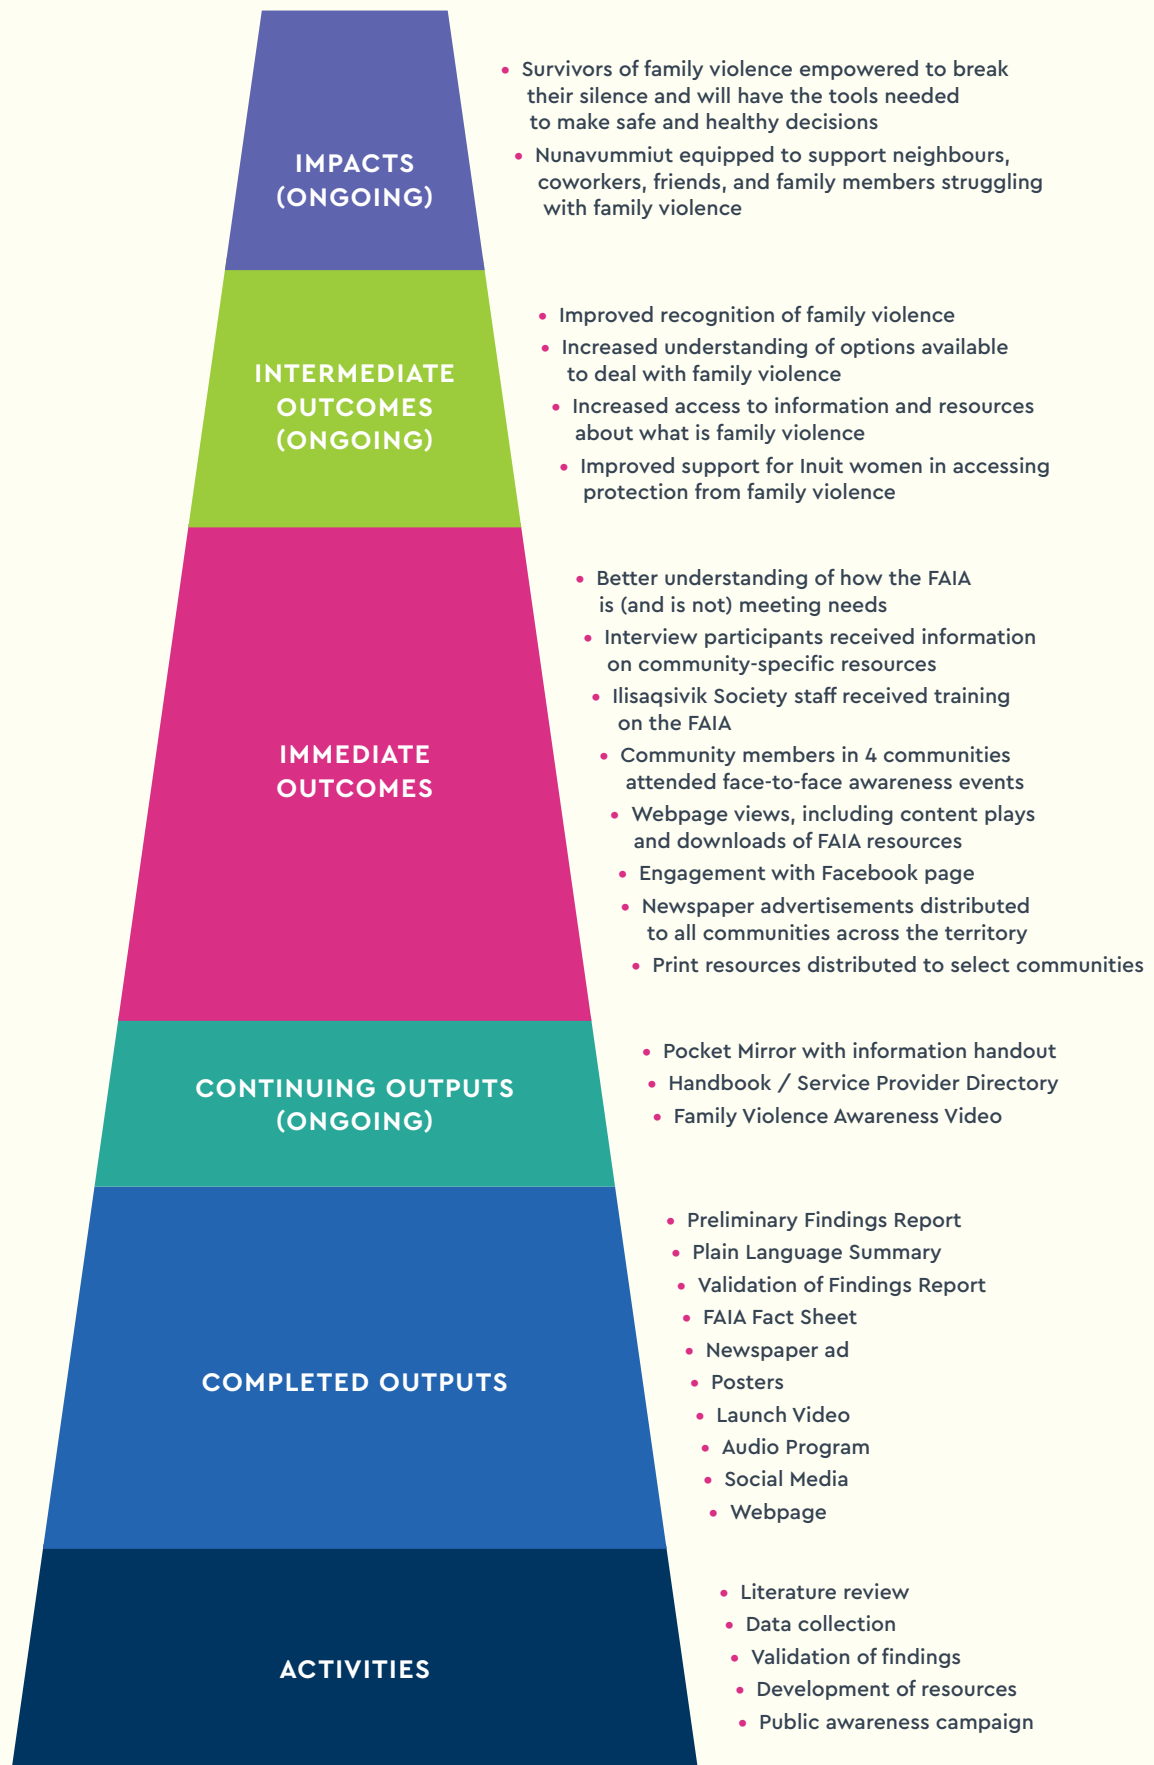 IMPACTS
(ONGOING)
• Survivors of family violence empowered to break
their silence and will have the tools needed
to make safe and healthy decisions
• Nunavummiut equipped to support neighbours,
coworkers, friends, and family members struggling
with family violence
INTERMEDIATE
OUTCOMES
(ONGOING)
• Improved recognition of family violence
• Increased understanding of options available
to deal with family violence
• Increased access to information and resources
about what is family violence
• Improved support for Inuit women in accessing
protection from family violence
IMMEDIATE
OUTCOMES
• Better understanding of how the FAIA
is (and is not) meeting needs
• Interview participants received information
on community-specific resources
• Ilisaqsivik Society staff received training
on the FAIA
• Community members in 4 communities
attended face-to-face awareness events
• Webpage views, including content plays
and downloads of FAIA resources
• Engagement with Facebook page
• Newspaper advertisements distributed
to all communities across the territory
• Print resources distributed to select communities
CONTINUING OUTPUTS
(ONGOING)
• Pocket Mirror with information handout
• Handbook / Service Provider Directory
• Family Violence Awareness Video
COMPLETED OUTPUTS
• Preliminary Findings Report
• Plain Language Summary
• Validation of Findings Report
• FAIA Fact Sheet
• Newspaper ad
• Posters
• Launch Video
• Audio Program
• Social Media
• Webpage
ACTIVITIES
• Literature review
• Data collection
• Validation of findings
• Development of resources
• Public awareness campaign